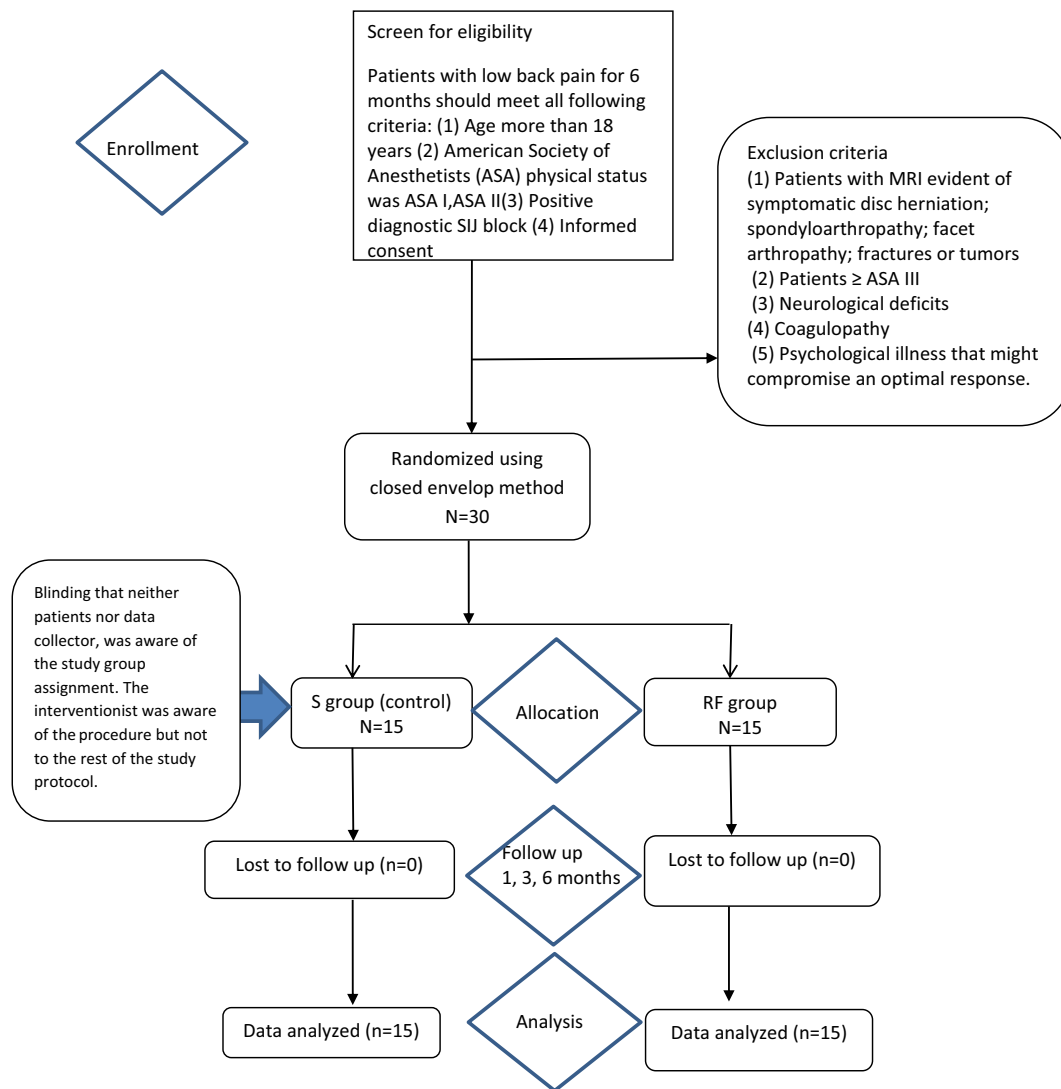 Screen for eligibility
Patients with low back pain for 6
months should meet all following
criteria: (1) Age more than 18
years (2) American Society of
Anesthetists (ASA) physical status
was ASA I,ASA II(3) Positive
diagnostic SIJ block (4) Informed
consent
Enrollment
Exclusion criteria
(1) Patients with MRI evident of
symptomatic disc herniation;
spondyloarthropathy; facet
arthropathy; fractures or tumors
(2) Patients ≥ ASA III
(3) Neurological deficits
(4) Coagulopathy
(5) Psychological illness that might
compromise an optimal response.
Randomized using
closed envelop method
N=30
Blinding that neither
patients nor data
collector, was aware of
the study group
assignment. The
interventionist was aware
of the procedure but not
to the rest of the study
protocol.
S group (control)
N=15
Allocation
RF group
N=15
Lost to follow up (n=0)
Follow up
1, 3, 6 months
Lost to follow up (n=0)
Data analyzed (n=15)
Analysis
Data analyzed (n=15)